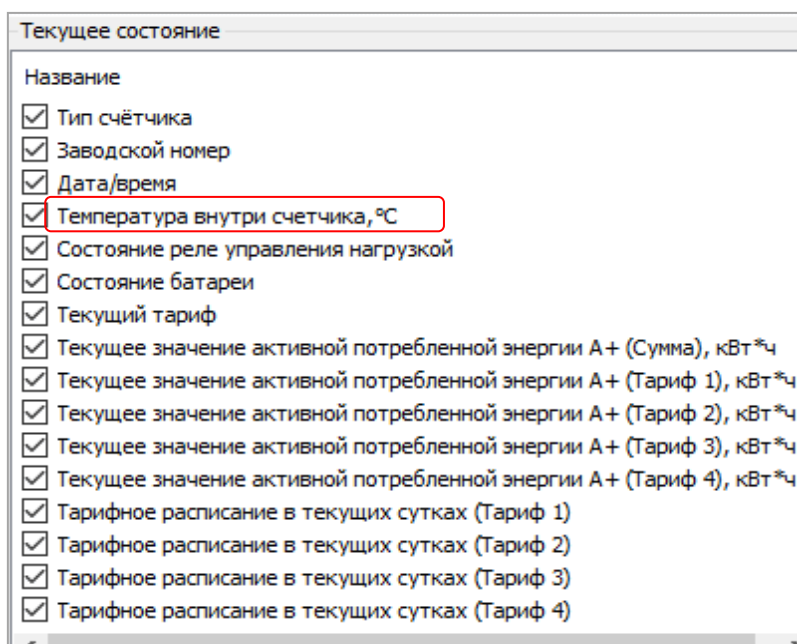 Текущее состояние
Название
Тип счётчика
Заводской номер
Дата/время
Температура внутри счетчика,°С
Состояние реле управления нагрузкой
Состояние батареи
Текущий тариф
Текущее значение активной потребленной энергии А+ (Сумма), кВт*ч
Текущее значение активной потребленной энергии А+ (Тариф 1), кВт*ч
Текущее значение активной потребленной энергии А+ (Тариф 2), кВт*ч
Текущее значение активной потребленной энергии А+ (Тариф 3), кВт*ч
Текущее значение активной потребленной энергии А+ (Тариф 4), кВт*ч
Тарифное расписание в текущих сутках (Тариф 1)
Тарифное расписание в текущих сутках (Тариф 2)
Тарифное расписание в текущих сутках (Тариф 3)
Тарифное расписание в текущих сутках (Тариф 4)